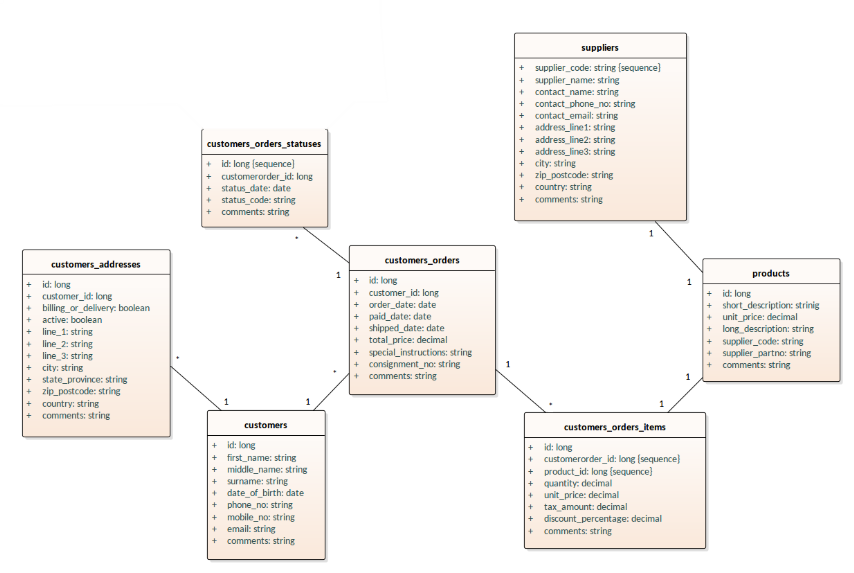 suppliers
+ supplier_code: string {sequence}
+ supplier_name: string
+ contact_name: string
+ contact_phone_no: string
+ contact_email: string
+ address_line1: string
+ address_line2: string
+ address_line3: string
+ city: string
+ zip_postcode: string
+ country: string
+ comments: string
1
1
customers_orders_statuses
+ id: long {sequence}
+ customerorder_id: long
+ status_date: date
+ status_code: string
+ comments: string
*
1
customers_addresses
+ id: long
+ customer_id: long
+ billing_or_delivery: boolean
+ active: boolean
+ line_1: string
+ line_2: string
+ line_3: string
+ city: string
+ state_province: string
+ zip_postcode: string
+ country: string
+ comments: string
*
1
customers_orders
+ id: long
+ customer_id: long
+ order_date: date
+ paid_date: date
+ shipped_date: date
+ total_price: decimal
+ special_instructions: string
+ consignment_no: string
+ comments: string
*
1
1
*
products
+ id: long
+ short_description: strinig
+ unit_price: decimal
+ long_description: string
+ supplier_code: string
+ supplier_partno: string
+ comments: string
1
1
customers
+ id: long
+ first_name: string
+ middle_name: string
+ surname: string
+ date_of_birth: date
+ phone_no: string
+ mobile_no: string
+ email: string
+ comments: string
customers_orders_items
+ id: long
+ customerorder_id: long {sequence}
+ product_id: long {sequence}
+ quantity: decimal
+ unit_price: decimal
+ tax_amount: decimal
+ discount_percentage: decimal
+ comments: string